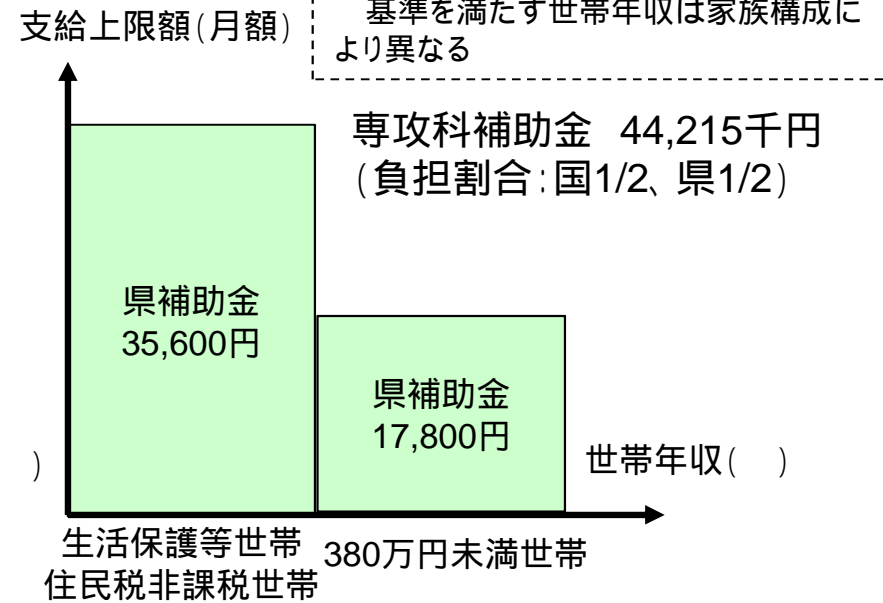 支給上限額(月額)
基準を満たす世帯年収は家族構成に
より異なる
専攻科補助金 44,215千円
(負担割合:国1/2、県1/2)
県補助金
35,600円
県補助金
17,800円
)
世帯年収( )
生活保護等世帯
住民税非課税世帯
380万円未満世帯